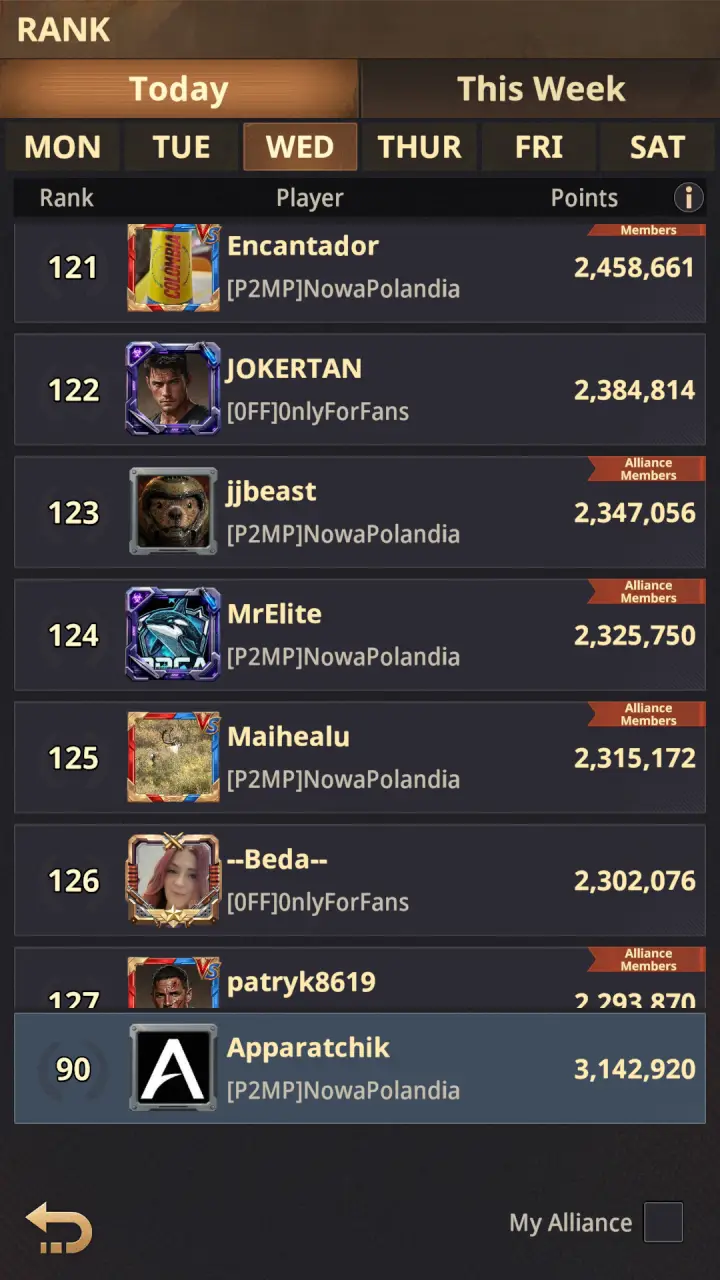 RANK
Today
This Week
MON
TUE
WED
THUR
FRI
SAT
Rank
Player
Points
i
Members
121
COLOMBIA
VS
Encantador
[P2MP]NowaPolandia
2,458,661
122
JOKERTAN
[0FF]0nlyForFans
2,384,814
Alliance
Members
123
jjbeast
[P2MP]NowaPolandia
2,347,056
Alliance
Members
124
MrElite
[P2MP]NowaPolandia
2,325,750
Alliance
Members
125
VS
Maihealu
[P2MP]NowaPolandia
2,315,172
126
--Beda--
[0FF]0nlyForFans
2,302,076
Alliance
Members
127
VS
patryk8619
2,293,870
90
A
Apparatchik
[P2MP]NowaPolandia
3,142,920
My Alliance